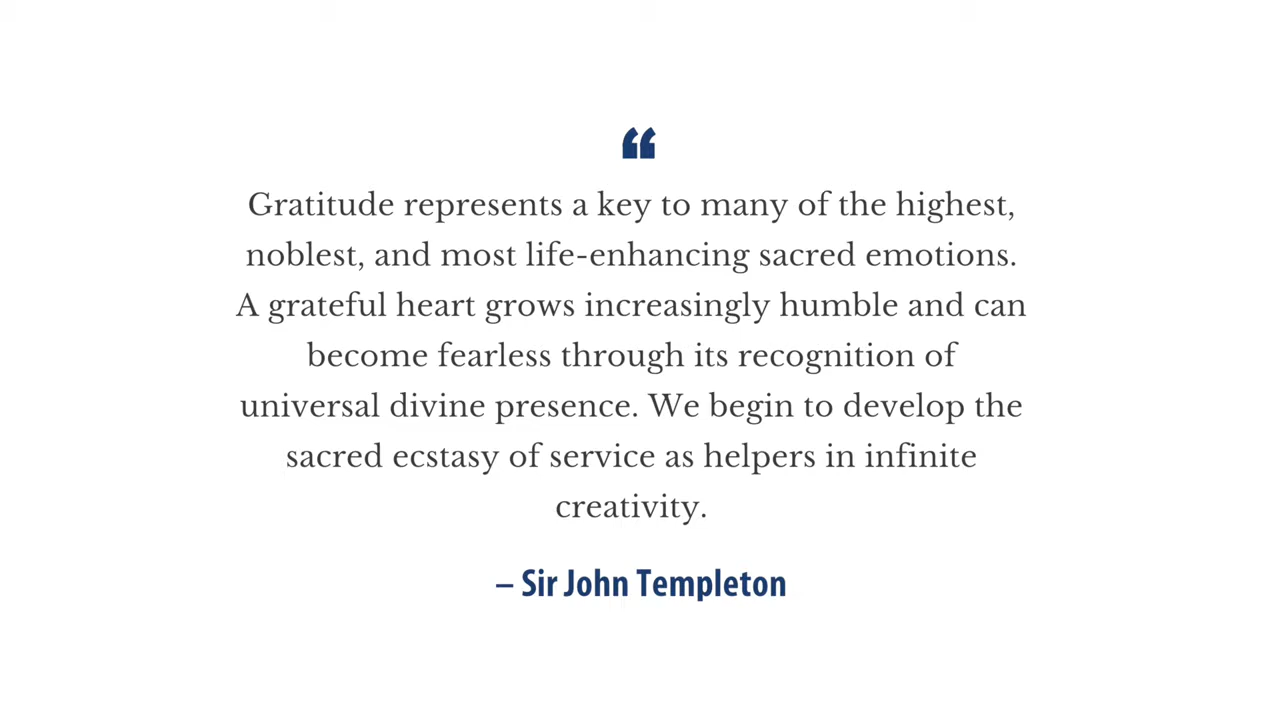 “
Gratitude represents a key to many of the highest,
noblest, and most life-enhancing sacred emotions.
A grateful heart grows increasingly humble and can
become fearless through its recognition of
universal divine presence. We begin to develop the
sacred ecstasy of service as helpers in infinite
creativity.
– Sir John Templeton